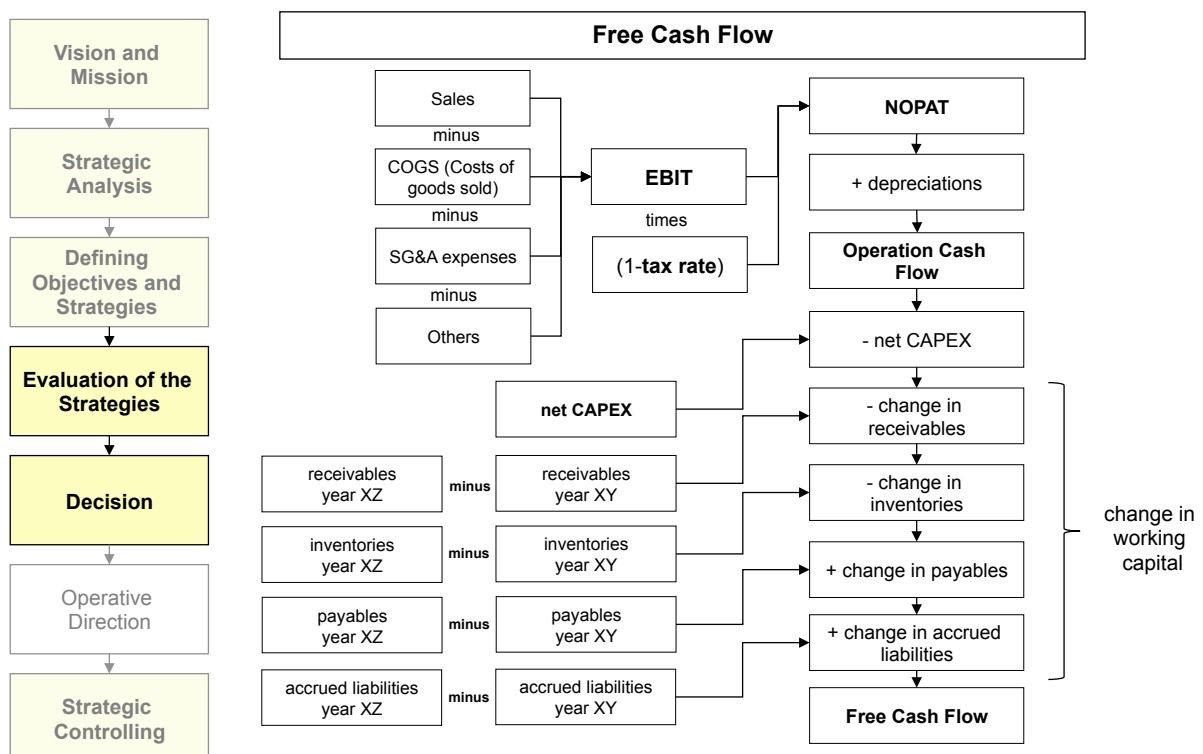 Vision and
Mission
Strategic
Analysis
Defining
Objectives and
Strategies
Evaluation of the
Strategies
Decision
Operative
Direction
Strategic
Controlling
Free Cash Flow
Sales
minus
COGS (Costs of
goods sold)
minus
SG&A expenses
minus
Others
EBIT
times
(1-tax rate)
NOPAT
+ depreciations
Operation Cash
Flow
- net CAPEX
net CAPEX
- change in
receivables
receivables
year XZ
minus
receivables
year XY
- change in
inventories
inventories
year XZ
minus
inventories
year XY
+ change in payables
payables
year XZ
minus
payables
year XY
+ change in accrued
liabilities
accrued liabilities
year XZ
minus
accrued liabilities
year XY
Free Cash Flow
change in
working
capital